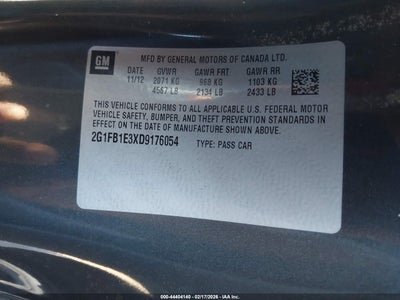 GM
MFD BY GENERAL MOTORS OF CANADA LTD.
DATE GVWR GAWR FRT GAWR RR
11/12 2071 KG 968 KG 1103 KG
4567 LB 2134 LB 2433 LB
THIS VEHICLE CONFORMS TO ALL APPLICABLE U.S. FEDERAL MOTOR
VEHICLE SAFETY, BUMPER, AND THEFT PREVENTION STANDARDS IN
EFFECT ON THE DATE OF MANUFACTURE SHOWN ABOVE.
2G1FB1E3XD9176054 TYPE: PASS CAR
000-44404140 - 02/17/2026 - IAA Inc.